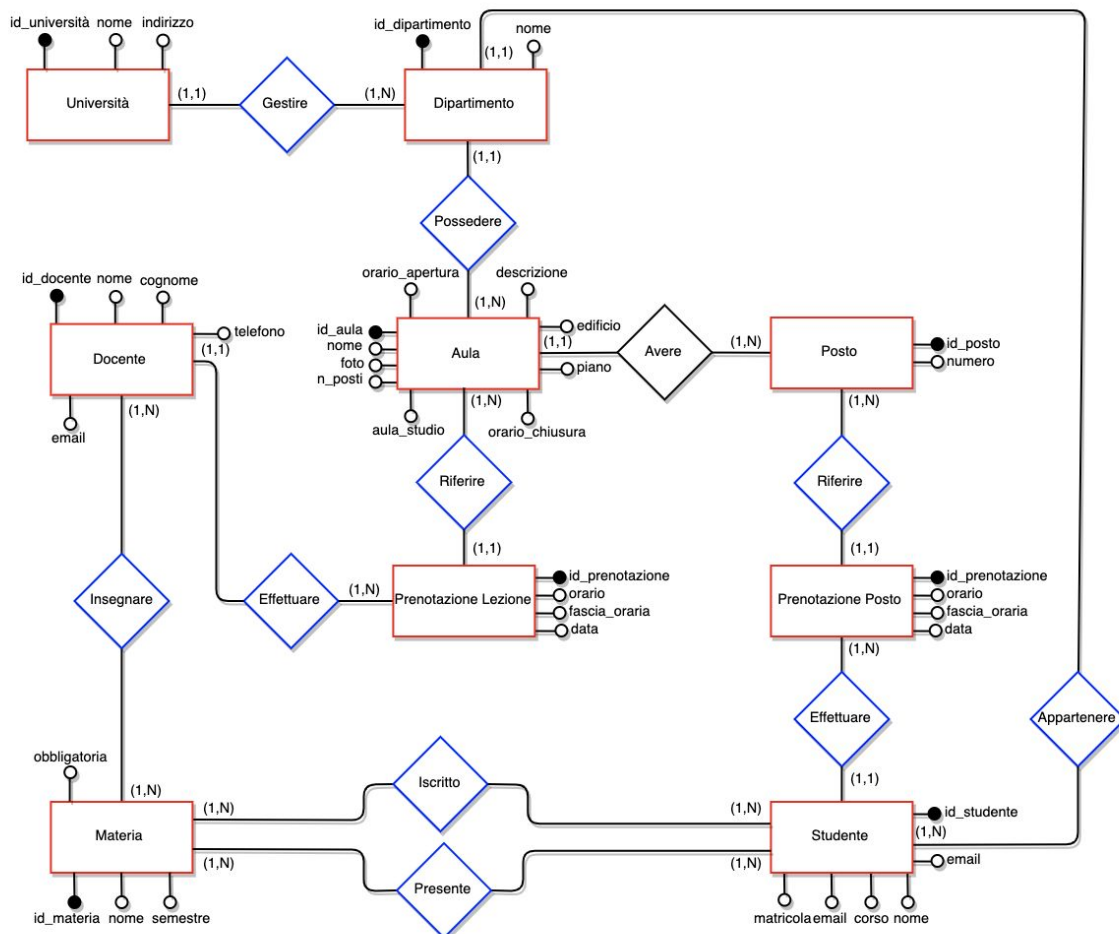 id_università nome indirizzo
id_dipartimento nome
(1,1)
Università (1,1) Gestire (1,N) Dipartimento
(1,1)
Possedere
id_docente nome cognome
orario_apertura descrizione
(1,N)
telefono
id_aula edificio
Docente (1,1)
nome Aula (1,1) Avere (1,N) Posto id_posto
foto piano numero
n_posti
(1,N) (1,N) (1,N)
email aula_studio orario_chiusura
Riferire Riferire
(1,1) (1,1)
id_prenotazione id_prenotazione
Insegnare Effettuare (1,N) Prenotazione Lezione orario Prenotazione Posto orario
fascia_oraria fascia_oraria
data data
(1,N)
Effettuare Appartenere
obbligatoria
Iscritto
(1,N) (1,1)
(1,N) (1,N)
Materia Studente id_studente
(1,N)
(1,N) (1,N) email
Presente
id_materia nome semestre matricola email corso nome